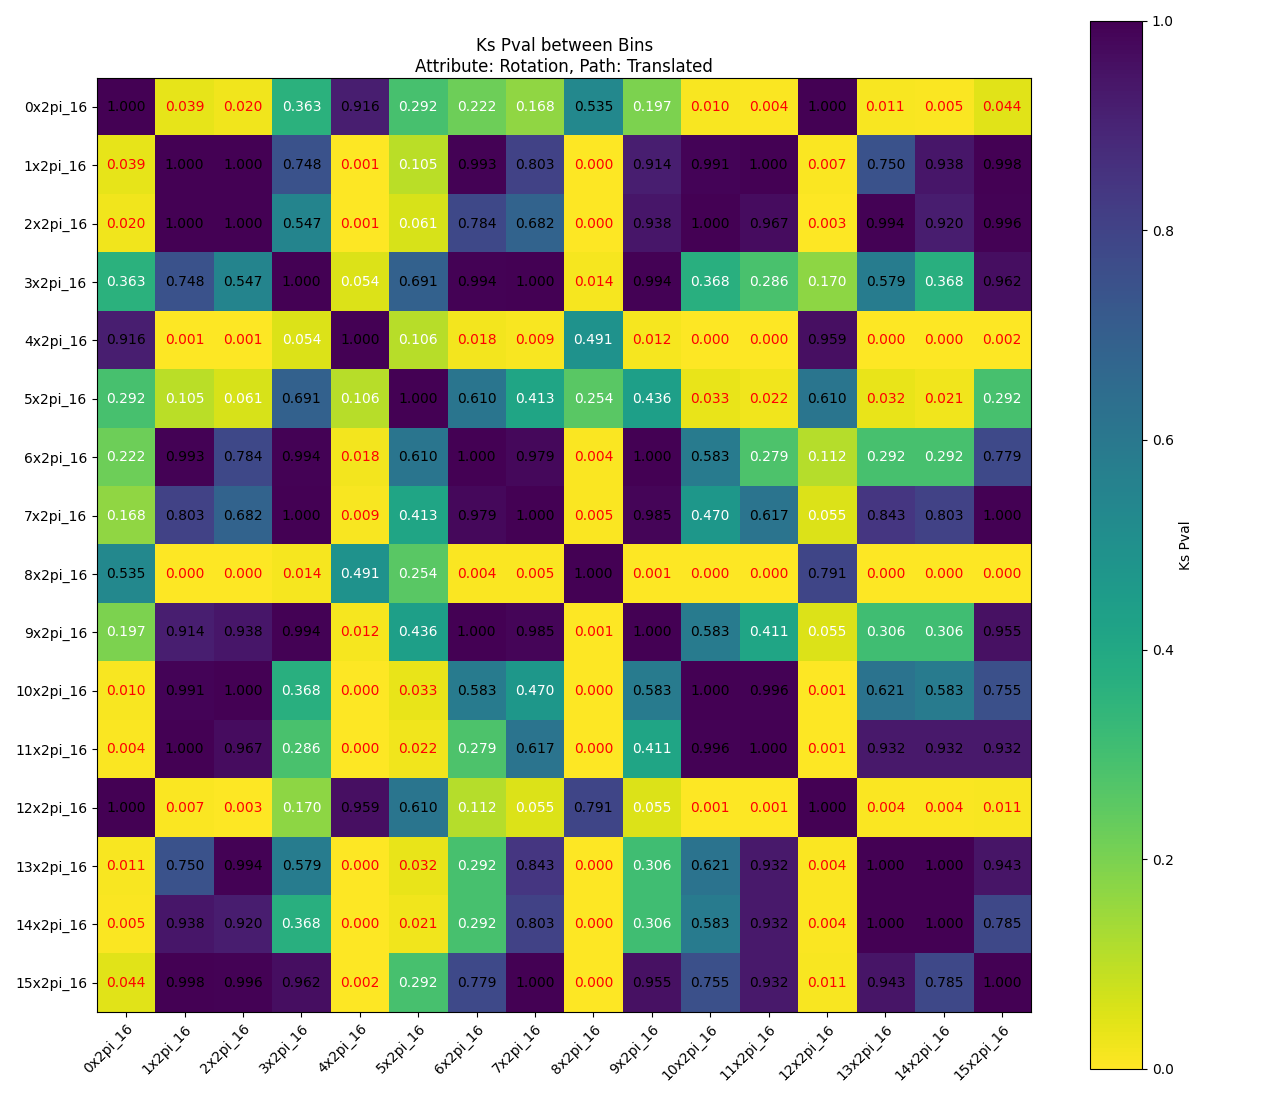 Ks Pval between Bins
Attribute: Rotation, Path: Translated
1.0
0x2pi_16 1.000 0.039 0.020 0.363 0.916 0.292 0.222 0.168 0.535 0.197 0.010 0.004 1.000 0.011 0.005 0.044
1x2pi_16 0.039 1.000 1.000 0.748 0.001 0.105 0.993 0.803 0.000 0.914 0.991 1.000 0.007 0.750 0.938 0.998
2x2pi_16 0.020 1.000 1.000 0.547 0.001 0.061 0.784 0.682 0.000 0.938 1.000 0.967 0.003 0.994 0.920 0.996
0.8
3x2pi_16 0.363 0.748 0.547 1.000 0.054 0.691 0.994 1.000 0.014 0.994 0.368 0.286 0.170 0.579 0.368 0.962
4x2pi_16 0.916 0.001 0.001 0.054 1.000 0.106 0.018 0.009 0.491 0.012 0.000 0.000 0.959 0.000 0.000 0.002
5x2pi_16 0.292 0.105 0.061 0.691 0.106 1.000 0.610 0.413 0.254 0.436 0.033 0.022 0.610 0.032 0.021 0.292
0.6
6x2pi_16 0.222 0.993 0.784 0.994 0.018 0.610 1.000 0.979 0.004 1.000 0.583 0.279 0.112 0.292 0.292 0.779
7x2pi_16 0.168 0.803 0.682 1.000 0.009 0.413 0.979 1.000 0.005 0.985 0.470 0.617 0.055 0.843 0.803 1.000
Ks Pval
8x2pi_16 0.535 0.000 0.000 0.014 0.491 0.254 0.004 0.005 1.000 0.001 0.000 0.000 0.791 0.000 0.000 0.000
9x2pi_16 0.197 0.914 0.938 0.994 0.012 0.436 1.000 0.985 0.001 1.000 0.583 0.411 0.055 0.306 0.306 0.955
0.4
10x2pi_16 0.010 0.991 1.000 0.368 0.000 0.033 0.583 0.470 0.000 0.583 1.000 0.996 0.001 0.621 0.583 0.755
11x2pi_16 0.004 1.000 0.967 0.286 0.000 0.022 0.279 0.617 0.000 0.411 0.996 1.000 0.001 0.932 0.932 0.932
12x2pi_16 1.000 0.007 0.003 0.170 0.959 0.610 0.112 0.055 0.791 0.055 0.001 0.001 1.000 0.004 0.004 0.011
0.2
13x2pi_16 0.011 0.750 0.994 0.579 0.000 0.032 0.292 0.843 0.000 0.306 0.621 0.932 0.004 1.000 1.000 0.943
14x2pi_16 0.005 0.938 0.920 0.368 0.000 0.021 0.292 0.803 0.000 0.306 0.583 0.932 0.004 1.000 1.000 0.785
15x2pi_16 0.044 0.998 0.996 0.962 0.002 0.292 0.779 1.000 0.000 0.955 0.755 0.932 0.011 0.943 0.785 1.000
0.0
0x2pi_16 1x2pi_16 2x2pi_16 3x2pi_16 4x2pi_16 5x2pi_16 6x2pi_16 7x2pi_16 8x2pi_16 9x2pi_16 10x2pi_16 11x2pi_16 12x2pi_16 13x2pi_16 14x2pi_16 15x2pi_16